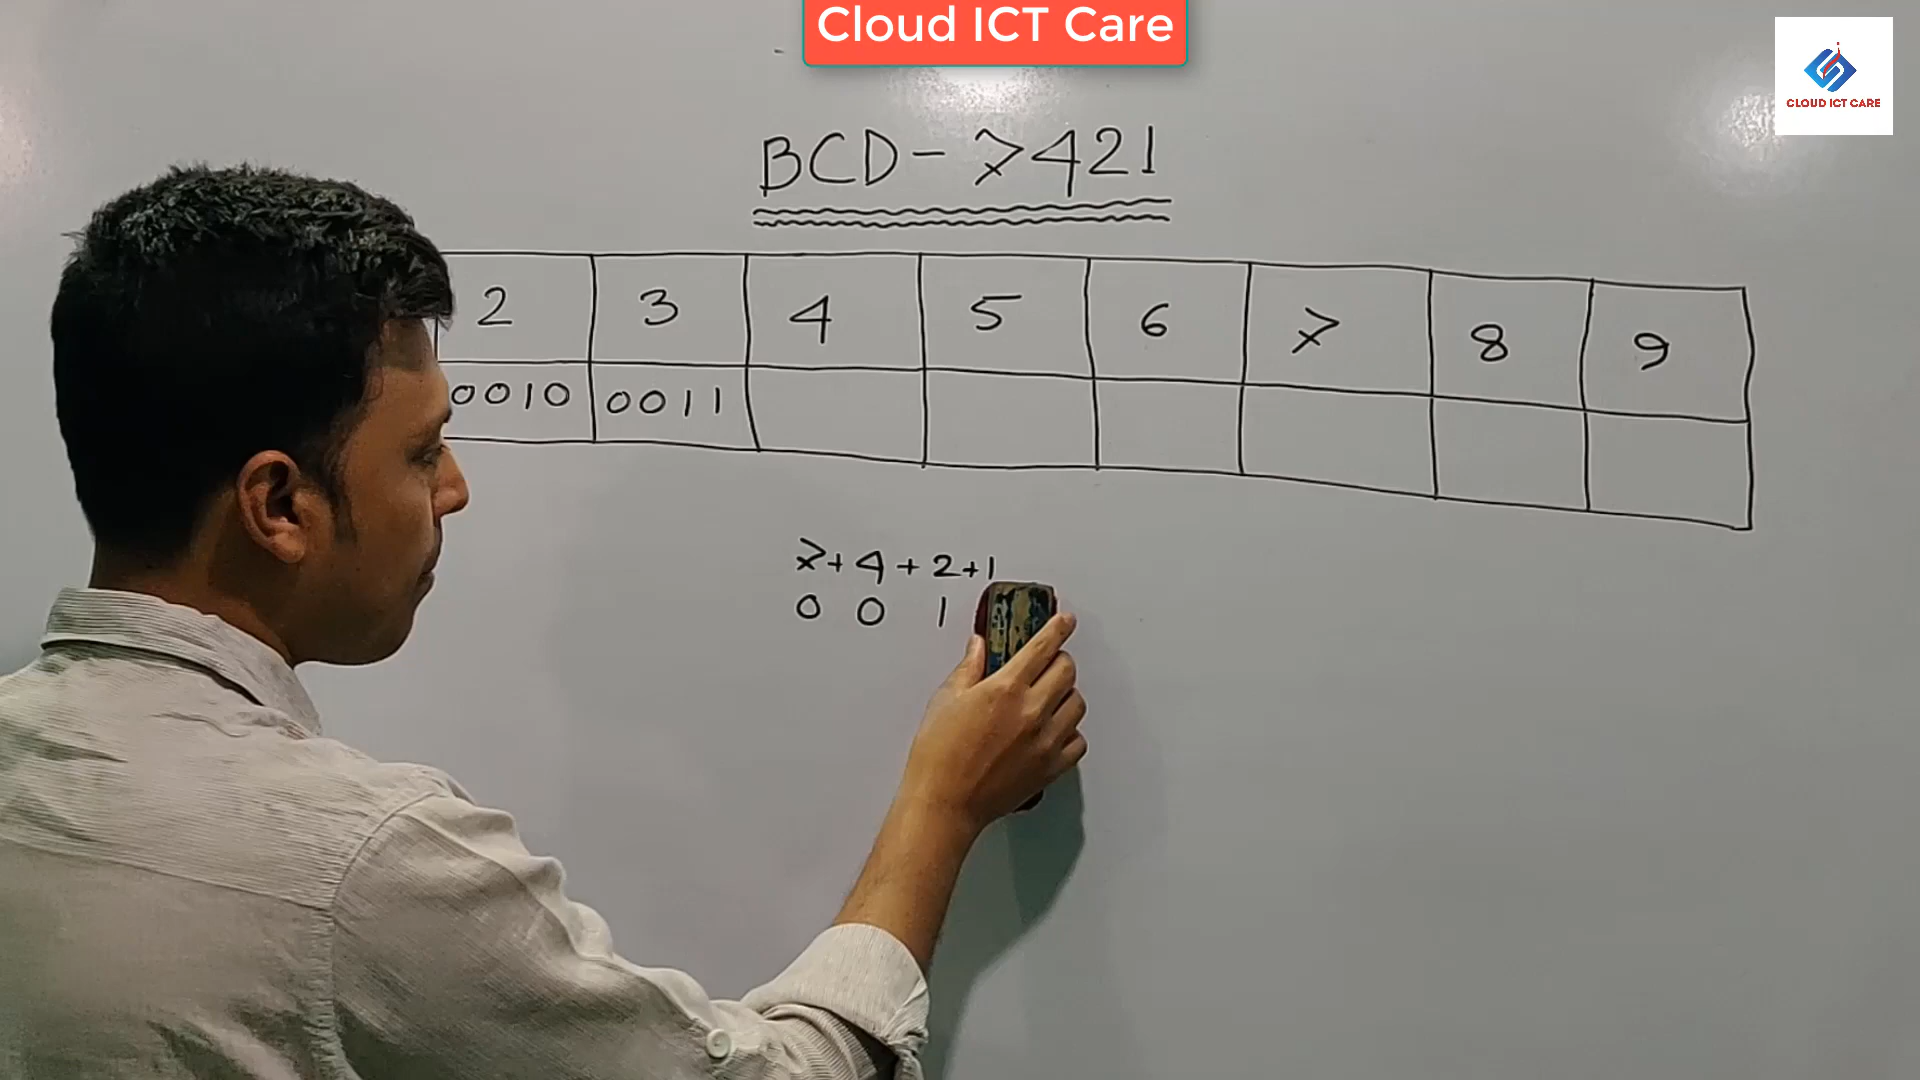 Cloud ICT Care
CLOUD ICT CARE
BCD - 7421
2 3 4 5 6 7 8 9
0010 0011
7+4+2+1
0 0 1